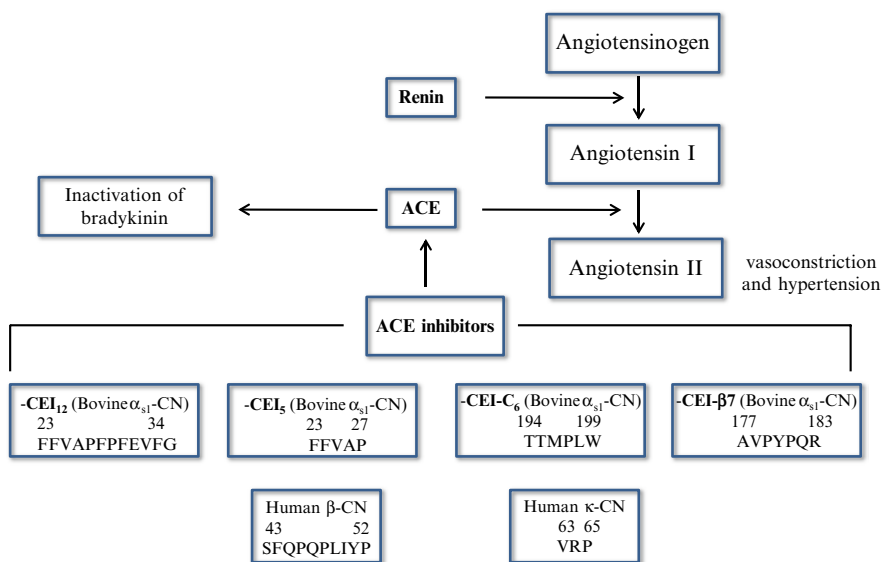 Angiotensinogen
Renin
Angiotensin I
Inactivation of
bradykinin
ACE
Angiotensin II
vasoconstriction
and hypertension
ACE inhibitors
-CEI₁₂ (Bovine αₛ₁-CN)
23 34
FFVAPFPFEVFG
-CEI₅ (Bovine αₛ₁-CN)
23 27
FFVAP
-CEI-C₆ (Bovine αₛ₁-CN)
194 199
TTMPLW
-CEI-β7 (Bovine αₛ₁-CN)
177 183
AVPYPQR
Human β-CN
43 52
SFQPQPLIYP
Human κ-CN
63 65
VRP